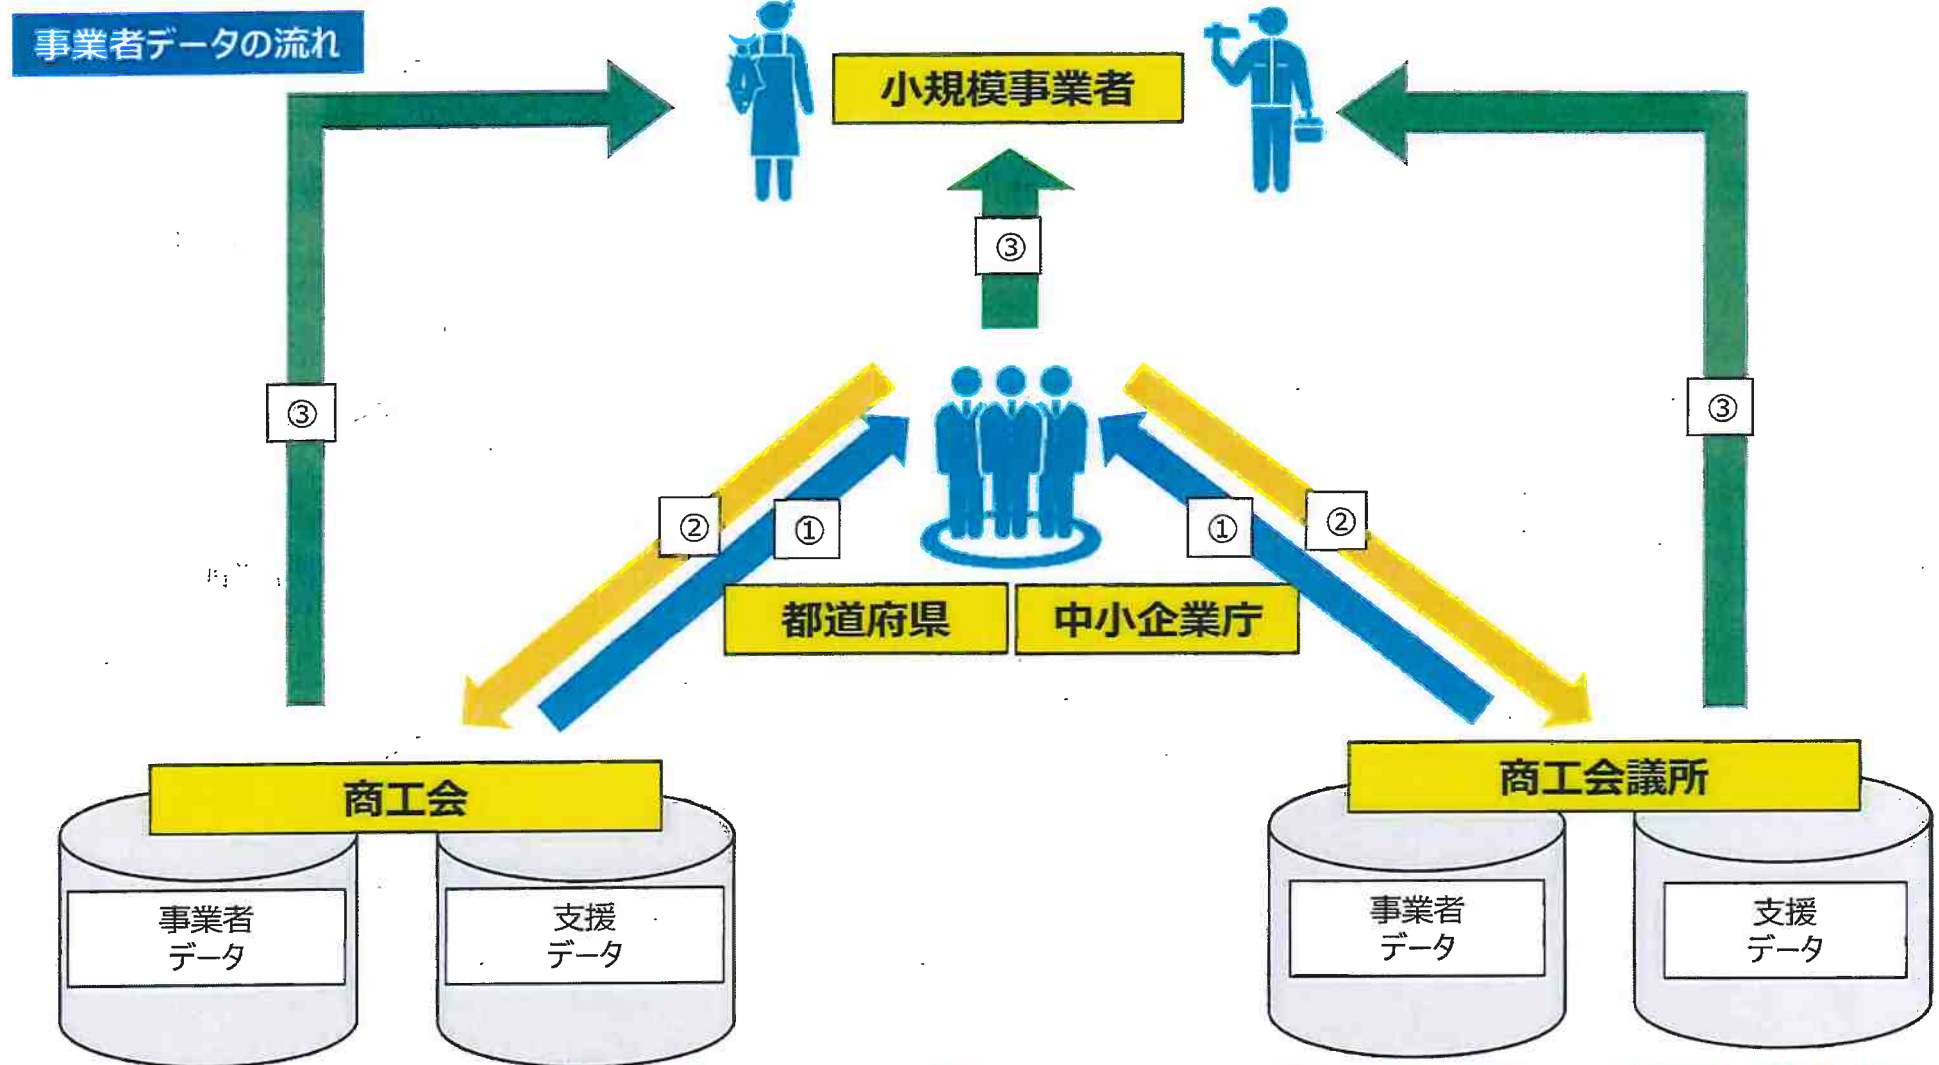 事業者データの流れ
小規模事業者
③
③
③
②
①
①
②
都道府県
中小企業庁
商工会
商工会議所
事業者
データ
支援
データ
事業者
データ
支援
データ